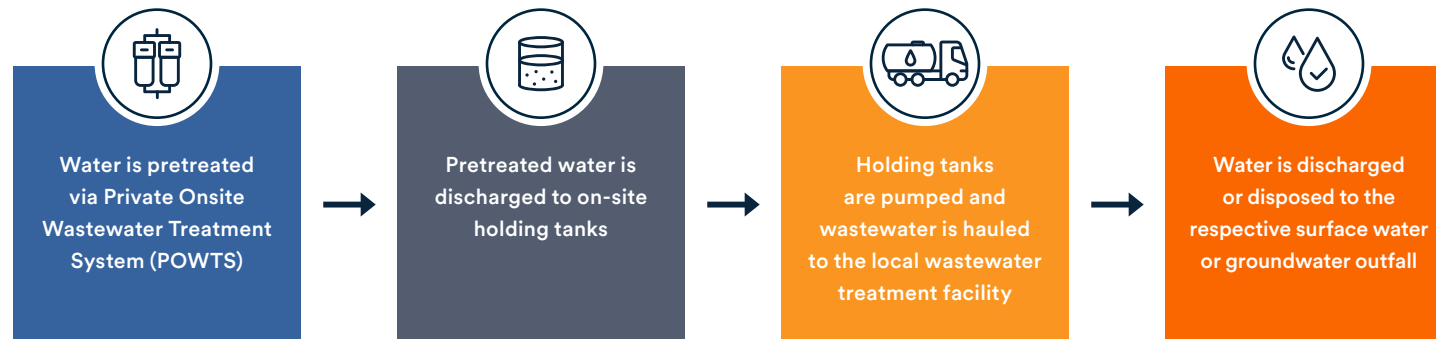 Water is pretreated
via Private Onsite
Wastewater Treatment
System (POWTS)
Pretreated water is
discharged to on-site
holding tanks
Holding tanks
are pumped and
wastewater is hauled
to the local wastewater
treatment facility
Water is discharged
or disposed to the
respective surface water
or groundwater outfall